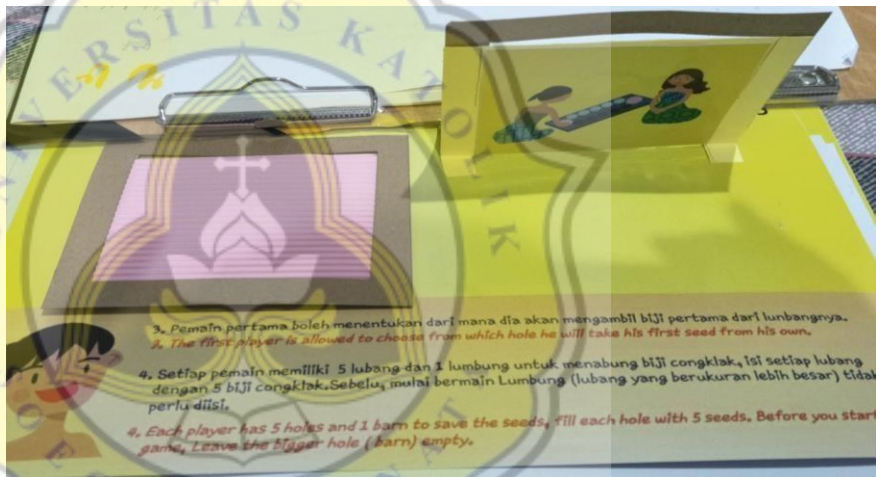 UNIVERSITAS KATOLIK
3. Pemain pertama boleh menentukan dari mana dia akan mengambil biji pertama dari lunbangnya.
3. The first player is allowed to choose from which hole he will take his first seed from his own.
4. Setiap pemain memiliki 5 lubang dan 1 lumbung untuk menabung biji congklak, isi setiap lubang
dengan 5 biji congklak.Sebelu, mulai bermain Lumbung (lubang yang berukuran lebih besar) tidak
perlu diisi.
4. Each player has 5 holes and 1 barn to save the seeds, fill each hole with 5 seeds. Before you start
game, Leave the bigger hole ( barn) empty.